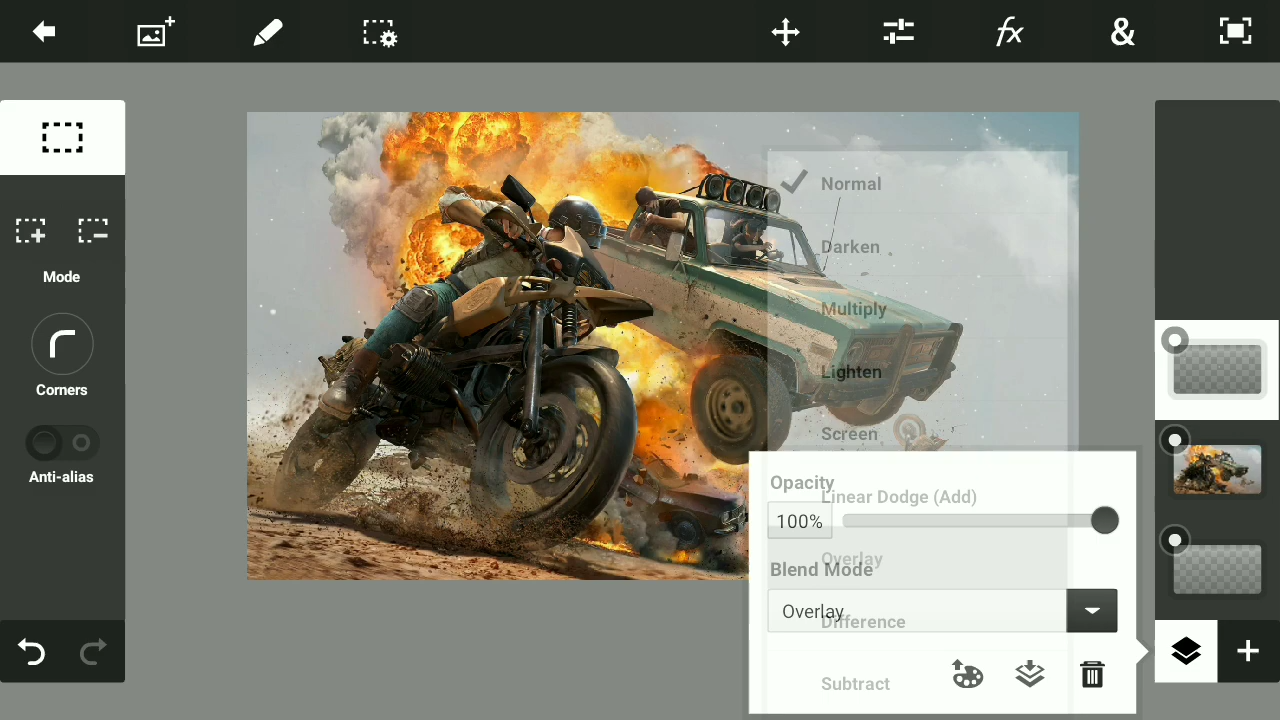 fx
&
Mode
Corners
Anti-alias
Normal
Darken
Multiply
Lighten
Screen
Opacity
Linear Dodge (Add)
100%
Overlay
Blend Mode
Overlay
Difference
Subtract